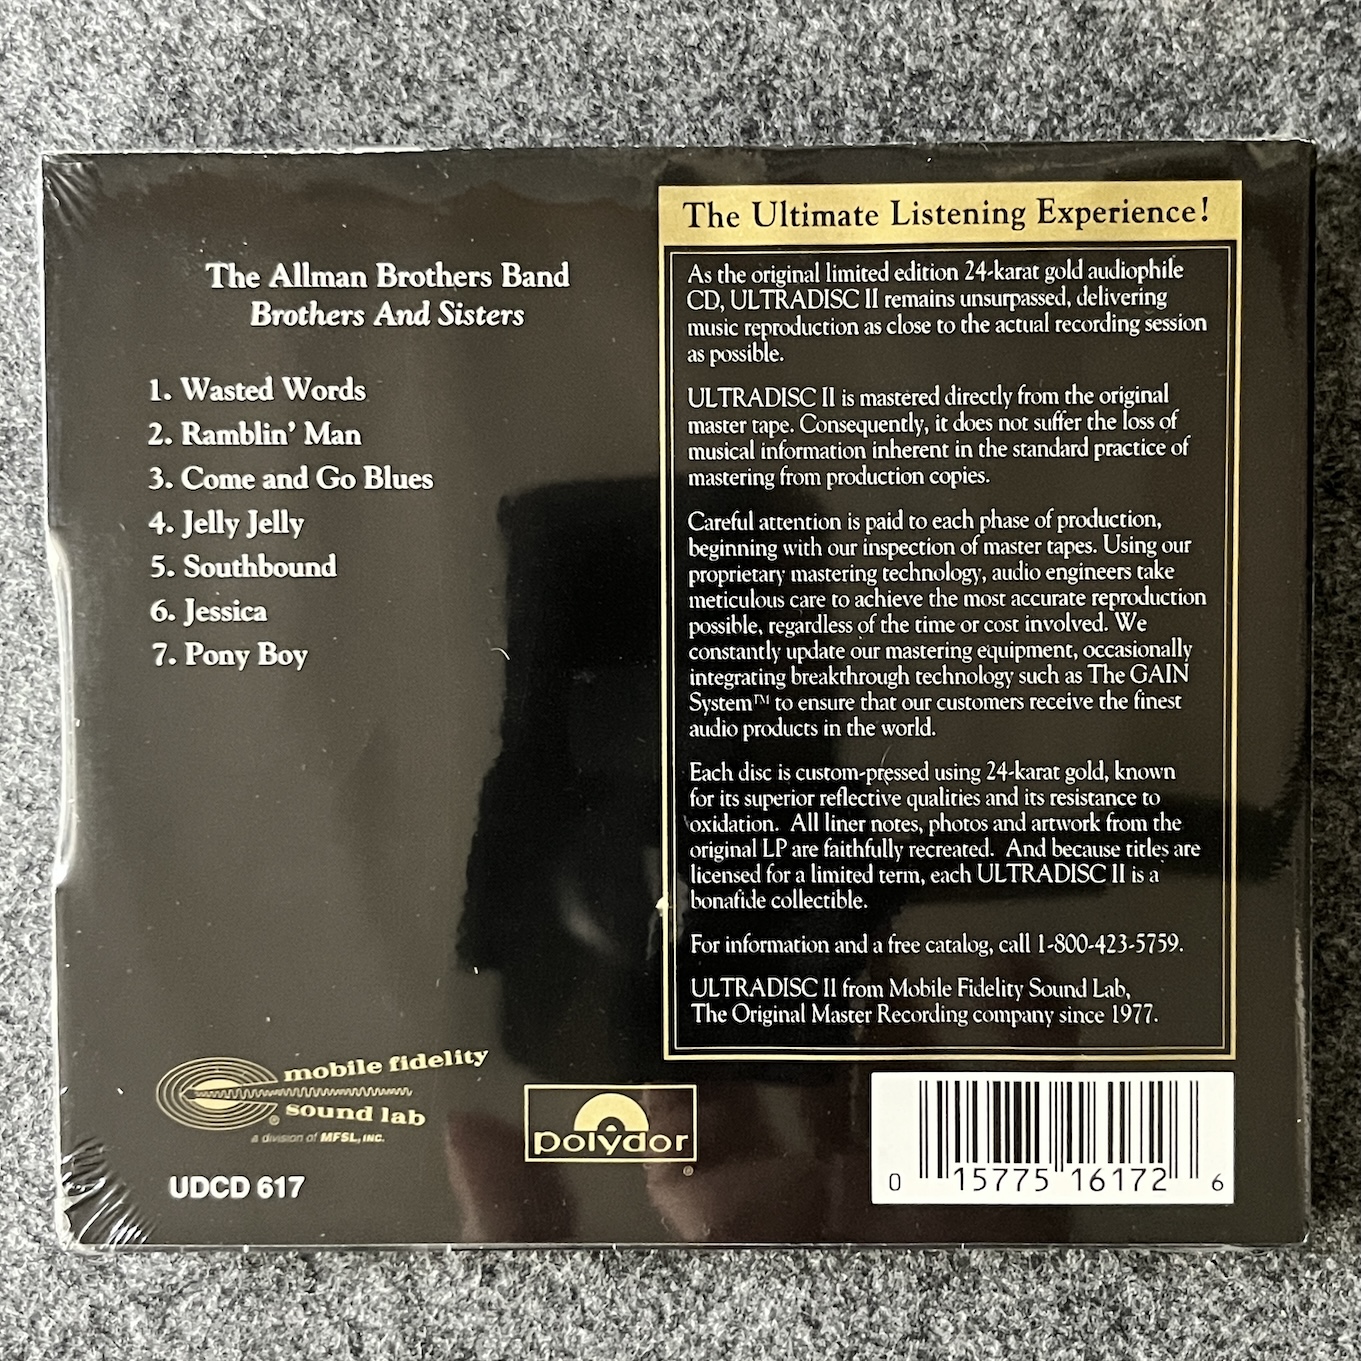 The Allman Brothers Band
Brothers And Sisters
1. Wasted Words
2. Ramblin' Man
3. Come and Go Blues
4. Jelly Jelly
5. Southbound
6. Jessica
7. Pony Boy
The Ultimate Listening Experience!
As the original limited edition 24-karat gold audiophile
CD, ULTRADISC II remains unsurpassed, delivering
music reproduction as close to the actual recording session
as possible.
ULTRADISC II is mastered directly from the original
master tape. Consequently, it does not suffer the loss of
musical information inherent in the standard practice of
mastering from production copies.
Careful attention is paid to each phase of production,
beginning with our inspection of master tapes. Using our
proprietary mastering technology, audio engineers take
meticulous care to achieve the most accurate reproduction
possible, regardless of the time or cost involved. We
constantly update our mastering equipment, occasionally
integrating breakthrough technology such as The GAIN
System™ to ensure that our customers receive the finest
audio products in the world.
Each disc is custom-pressed using 24-karat gold, known
for its superior reflective qualities and its resistance to
oxidation. All liner notes, photos and artwork from the
original LP are faithfully recreated. And because titles are
licensed for a limited term, each ULTRADISC II is a
bonafide collectible.
For information and a free catalog, call 1-800-423-5759.
ULTRADISC II from Mobile Fidelity Sound Lab,
The Original Master Recording company since 1977.
mobile fidelity
® sound lab
a division of MFSL, INC.
UDCD 617
polydor
®
0 15775 16172 6